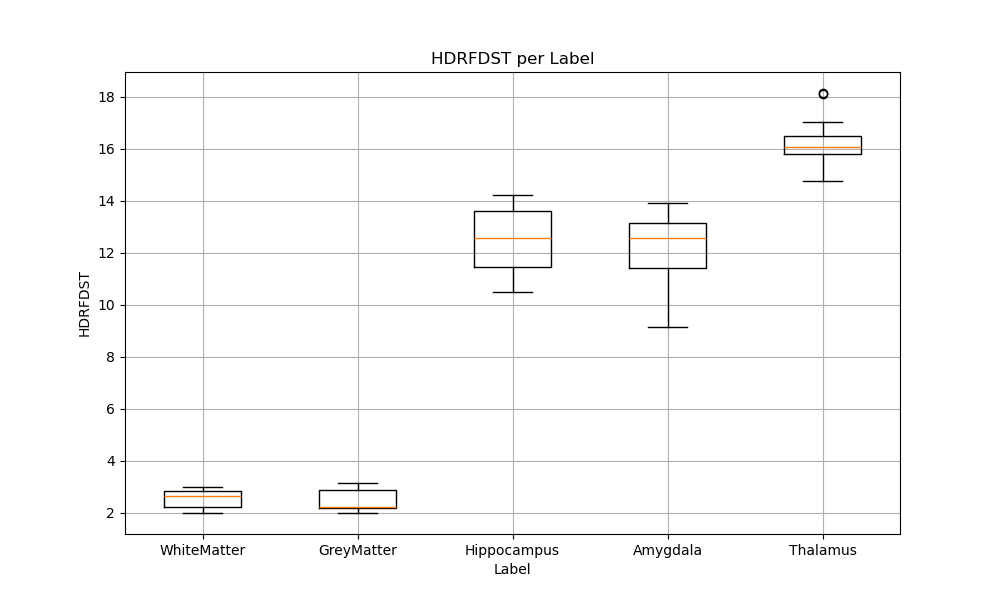 HDRFDST per Label
HDRFDST
18
16
14
12
10
8
6
4
2
WhiteMatter GreyMatter Hippocampus Amygdala Thalamus
Label